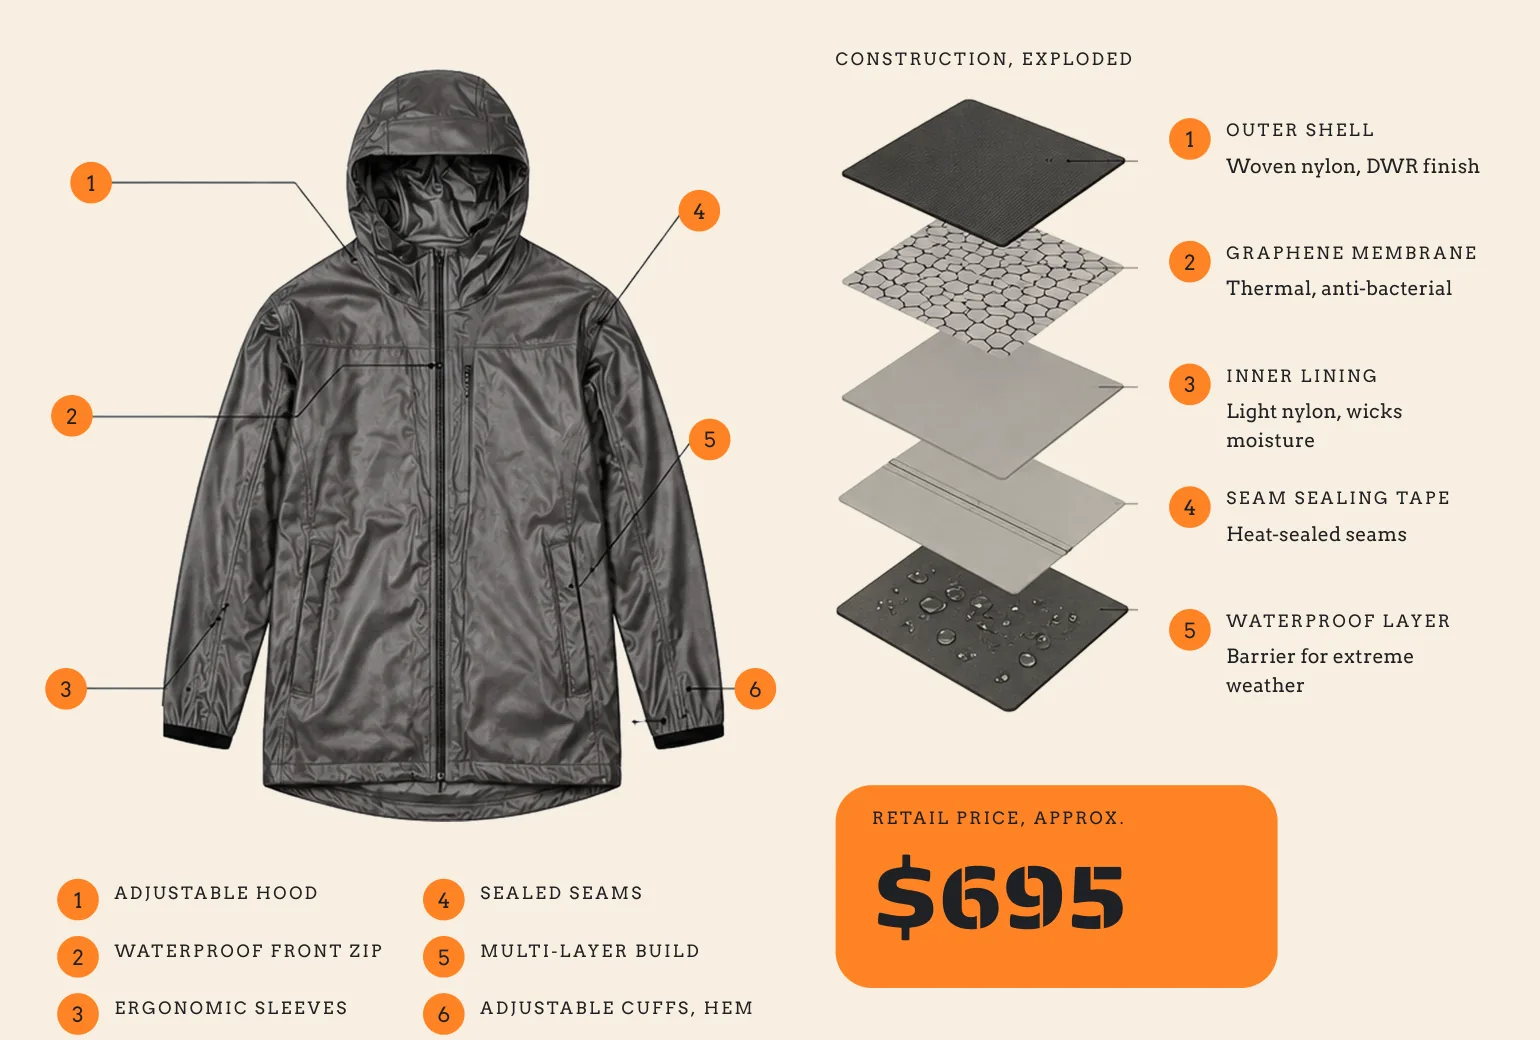 1
2
3
4
5
6
1 ADJUSTABLE HOOD
2 WATERPROOF FRONT ZIP
3 ERGONOMIC SLEEVES
4 SEALED SEAMS
5 MULTI-LAYER BUILD
6 ADJUSTABLE CUFFS, HEM
CONSTRUCTION, EXPLODED
1 OUTER SHELL
Woven nylon, DWR finish
2 GRAPHENE MEMBRANE
Thermal, anti-bacterial
3 INNER LINING
Light nylon, wicks
moisture
4 SEAM SEALING TAPE
Heat-sealed seams
5 WATERPROOF LAYER
Barrier for extreme
weather
RETAIL PRICE, APPROX.
$695